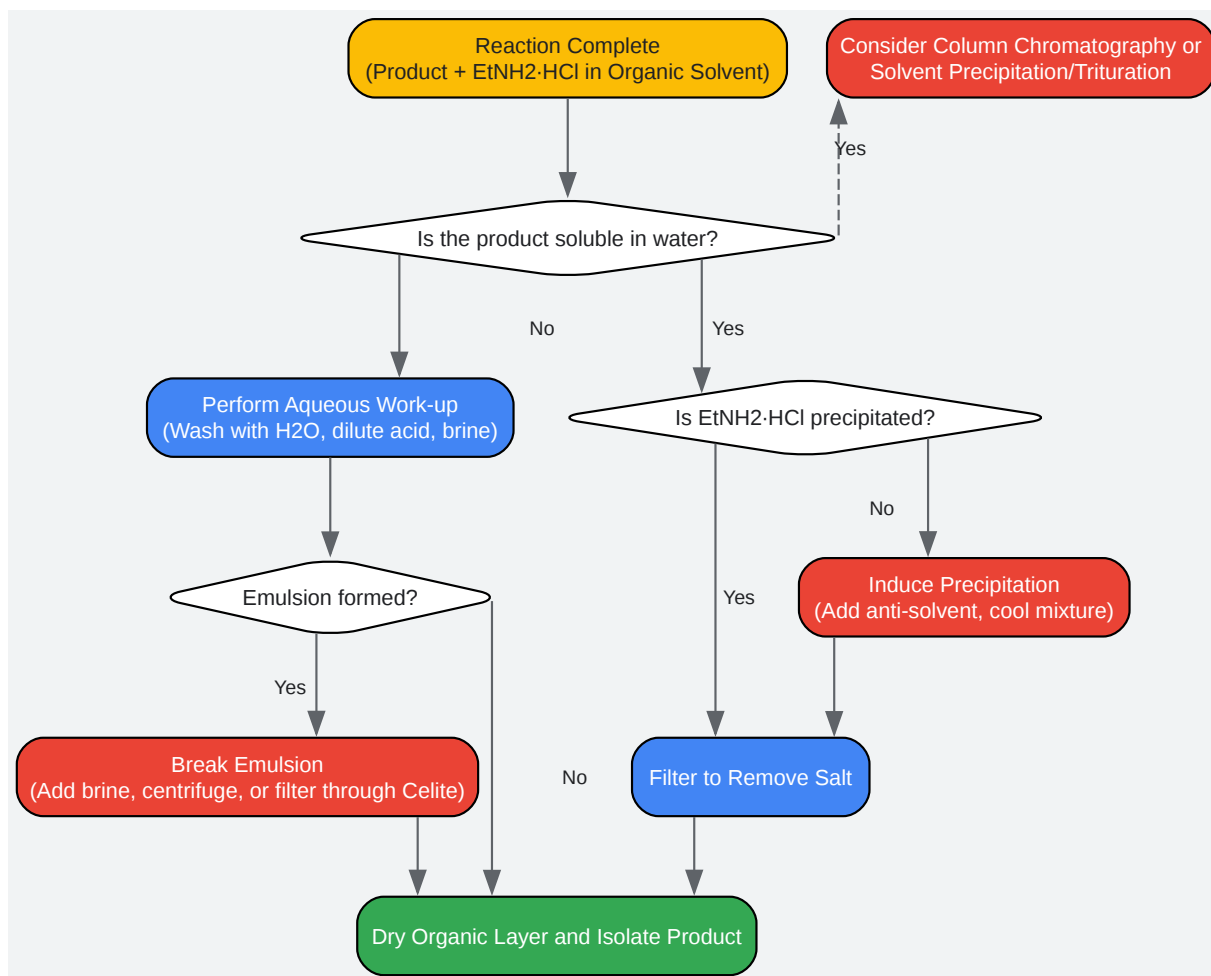 Reaction Complete
(Product + EtNH2·HCl in Organic Solvent)
Consider Column Chromatography or
Solvent Precipitation/Trituration
Yes
Is the product soluble in water?
No
Yes
Perform Aqueous Work-up
(Wash with H2O, dilute acid, brine)
Is EtNH2·HCl precipitated?
No
Emulsion formed?
Yes
Induce Precipitation
(Add anti-solvent, cool mixture)
Yes
Break Emulsion
(Add brine, centrifuge, or filter through Celite)
No
Filter to Remove Salt
Dry Organic Layer and Isolate Product